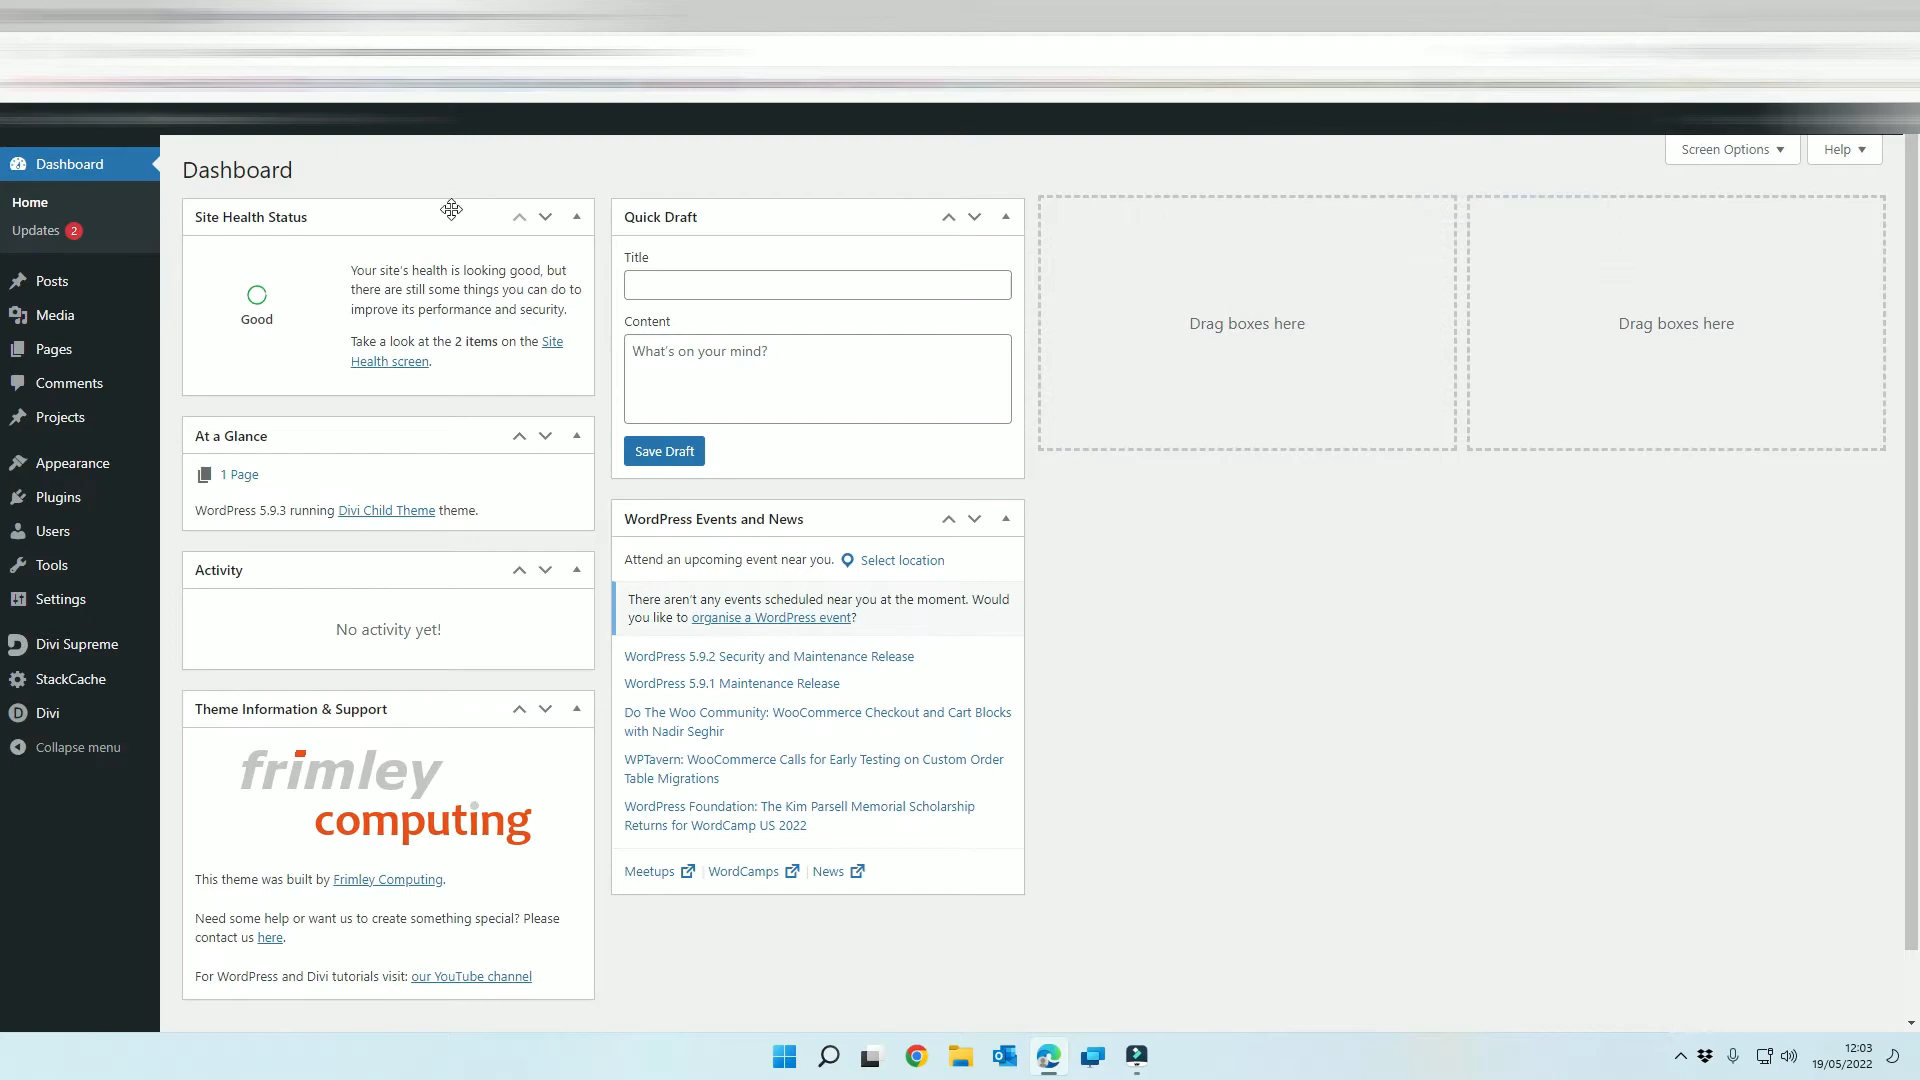 Dashboard
Home
Updates 2
Posts
Media
Pages
Comments
Projects
Appearance
Plugins
Users
Tools
Settings
Divi Supreme
StackCache
Divi
Collapse menu
Dashboard
Screen Options
Help
Site Health Status
Good
Your site's health is looking good, but
there are still some things you can do to
improve its performance and security.
Take a look at the 2 items on the Site
Health screen.
At a Glance
1 Page
WordPress 5.9.3 running Divi Child Theme theme.
Activity
No activity yet!
Theme Information & Support
frimley
computing
This theme was built by Frimley Computing.
Need some help or want us to create something special? Please
contact us here.
For WordPress and Divi tutorials visit: our YouTube channel
Quick Draft
Title
Content
What's on your mind?
Save Draft
WordPress Events and News
Attend an upcoming event near you. Select location
There aren't any events scheduled near you at the moment. Would
you like to organise a WordPress event?
WordPress 5.9.2 Security and Maintenance Release
WordPress 5.9.1 Maintenance Release
Do The Woo Community: WooCommerce Checkout and Cart Blocks
with Nadir Seghir
WPTavern: WooCommerce Calls for Early Testing on Custom Order
Table Migrations
WordPress Foundation: The Kim Parsell Memorial Scholarship
Returns for WordCamp US 2022
Meetups | WordCamps | News
Drag boxes here
Drag boxes here
12:03
19/05/2022